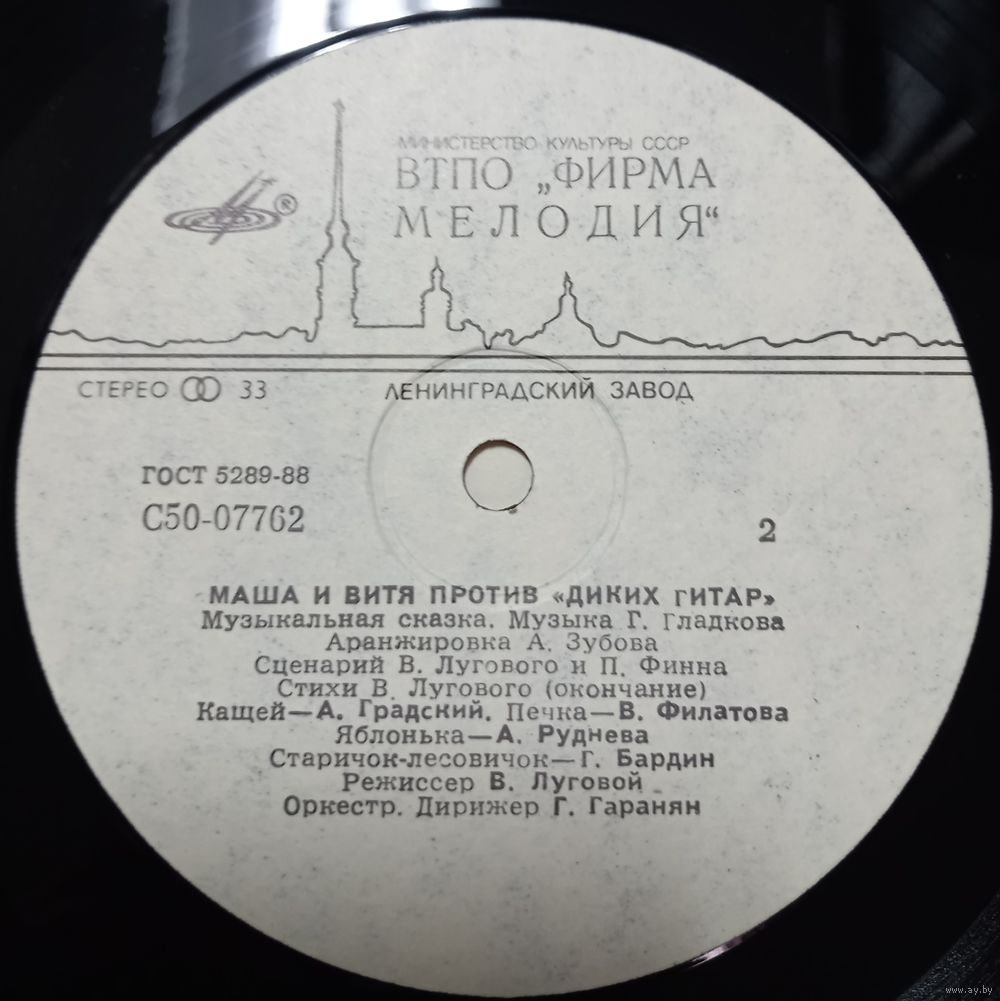 МИНИСТЕРСТВО КУЛЬТУРЫ СССР
ВТПО „ФИРМА
МЕЛОДИЯ“
®
СТЕРЕО 33
ЛЕНИНГРАДСКИЙ ЗАВОД
ГОСТ 5289-88
С50-07762
2
МАША И ВИТЯ ПРОТИВ «ДИКИХ ГИТАР»
Музыкальная сказка. Музыка Г. Гладкова
Аранжировка А. Зубова
Сценарий В. Лугового и П. Финна
Стихи В. Лугового (окончание)
Кащей—А. Градский. Печка—В. Филатова
Яблонька—А. Руднева
Старичок-лесовичок—Г. Бардин
Режиссер В. Луговой
Оркестр. Дирижер Г. Гаранян
www.ay.by